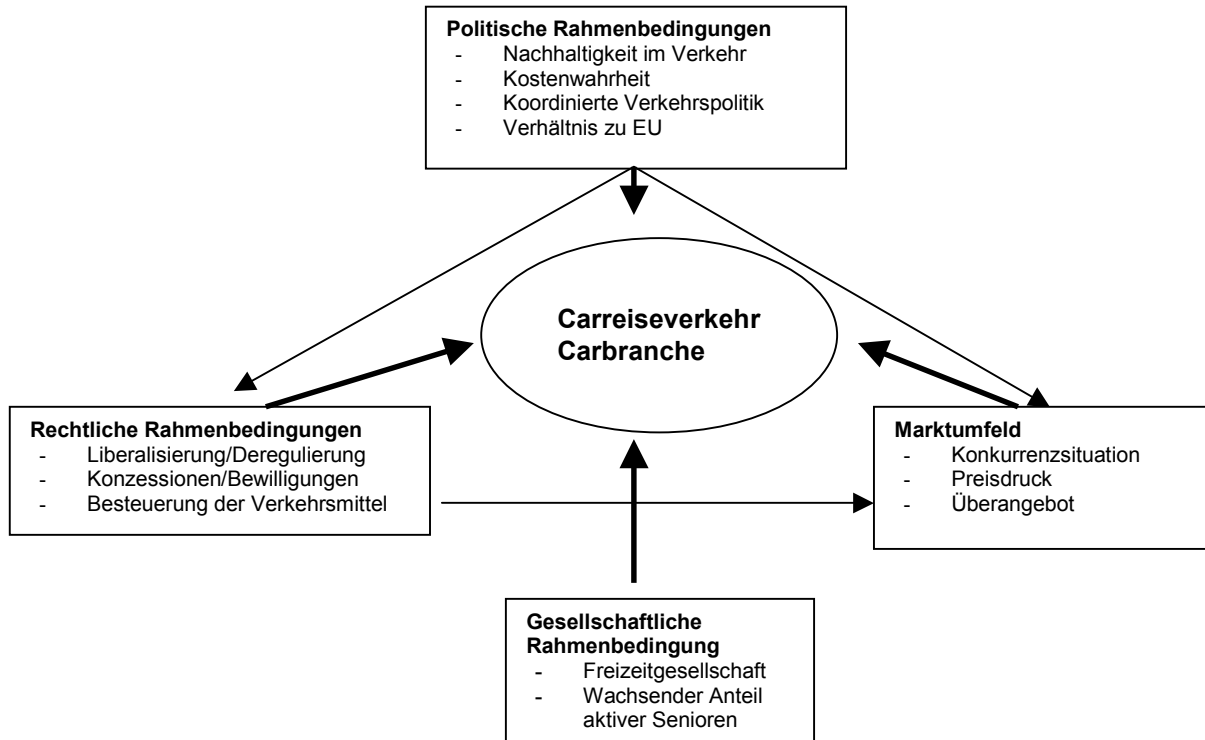 Politische Rahmenbedingungen
- Nachhaltigkeit im Verkehr
- Kostenwahrheit
- Koordinierte Verkehrspolitik
- Verhältnis zu EU
Carreiseverkehr
Carbranche
Rechtliche Rahmenbedingungen
- Liberalisierung/Deregulierung
- Konzessionen/Bewilligungen
- Besteuerung der Verkehrsmittel
Marktumfeld
- Konkurrenzsituation
- Preisdruck
- Überangebot
Gesellschaftliche
Rahmenbedingung
- Freizeitgesellschaft
- Wachsender Anteil
aktiver Senioren